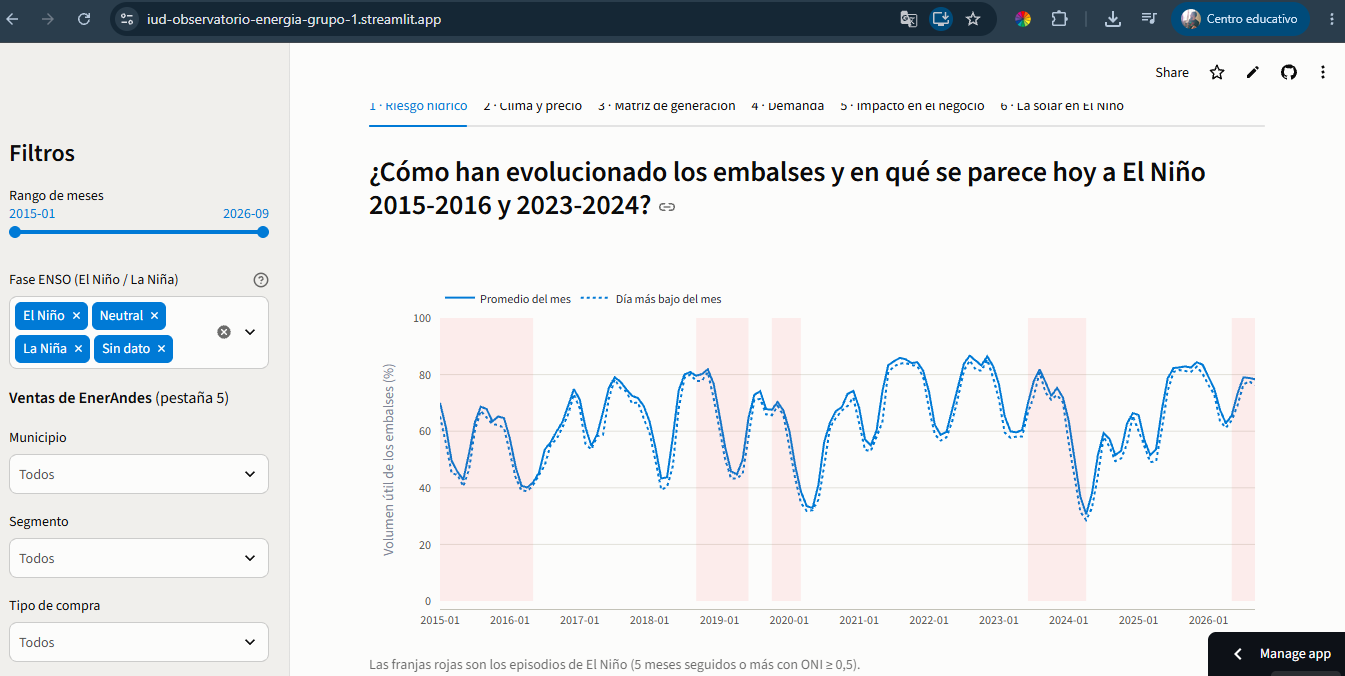 iud-observatorio-energia-grupo-1.streamlit.app
Centro educativo
Share
1 · Riesgo hídrico
2 · Clima y precio
3 · Matriz de generación
4 · Demanda
5 · Impacto en el negocio
6 · La solar en El Niño
Filtros
Rango de meses
2015-01
2026-09
Fase ENSO (El Niño / La Niña)
El Niño
Neutral
La Niña
Sin dato
Ventas de EnerAndes (pestaña 5)
Municipio
Todos
Segmento
Todos
Tipo de compra
Todos
¿Cómo han evolucionado los embalses y en qué se parece hoy a El Niño
2015-2016 y 2023-2024?
Promedio del mes
Día más bajo del mes
Volumen útil de los embalses (%)
100
80
60
40
20
0
2015-01
2016-01
2017-01
2018-01
2019-01
2020-01
2021-01
2022-01
2023-01
2024-01
2025-01
2026-01
Las franjas rojas son los episodios de El Niño (5 meses seguidos o más con ONI ≥ 0,5).
Manage app